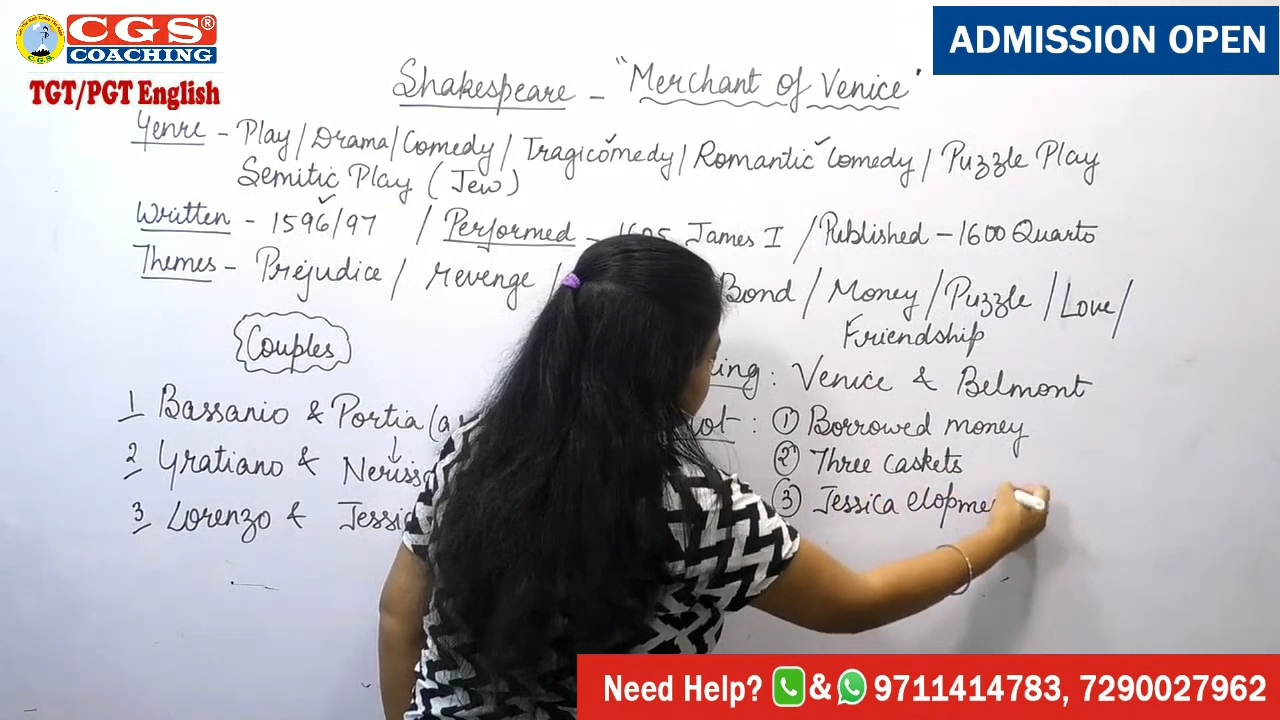 CGS®
COACHING
TGT/PGT English
ADMISSION OPEN
Shakespeare - "Merchant of Venice"
Genre - Play/Drama/Comedy/Tragicomedy/Romantic Comedy/Puzzle Play
Semitic Play (Jew)
Written - 1596/97 / Performed - 1605 James I /Published - 1600 Quarto
Themes - Prejudice / revenge / Bond / Money / Puzzle / Love/
Friendship
Couples
: Venice & Belmont
1 Bassanio & Portia
: ① Borrowed money
2 Gratiano &
② Three caskets
3 Lorenzo &
③ Jessica elopme
Need Help? & 9711414783, 7290027962